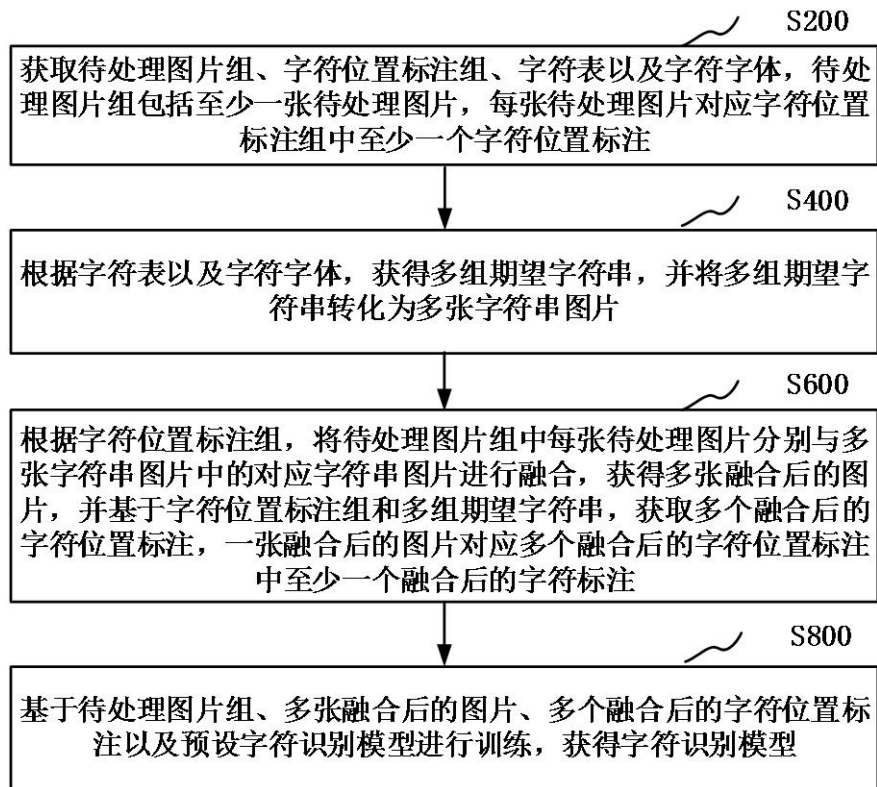 S200
获取待处理图片组、字符位置标注组、字符表以及字符字体，待处
理图片组包括至少一张待处理图片，每张待处理图片对应字符位置
标注组中至少一个字符位置标注
S400
根据字符表以及字符字体，获得多组期望字符串，并将多组期望字
符串转化为多张字符串图片
S600
根据字符位置标注组，将待处理图片组中每张待处理图片分别与多
张字符串图片中的对应字符串图片进行融合，获得多张融合后的图
片，并基于字符位置标注组和多组期望字符串，获取多个融合后的
字符位置标注，一张融合后的图片对应多个融合后的字符位置标注
中至少一个融合后的字符标注
S800
基于待处理图片组、多张融合后的图片、多个融合后的字符位置标
注以及预设字符识别模型进行训练，获得字符识别模型